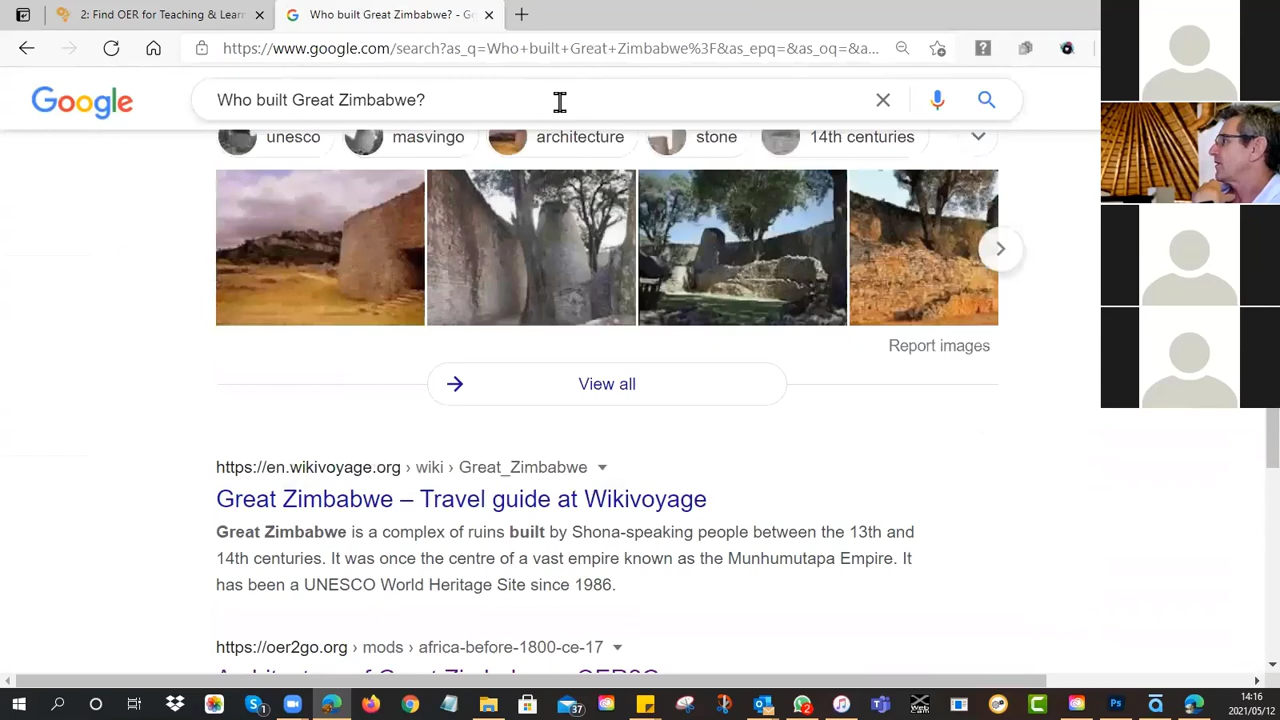 2: Find OER for Teaching & Learn
Who built Great Zimbabwe? - Go
https://www.google.com/search?as_q=Who+built+Great+Zimbabwe%3F&as_epq=&as_oq=&a...
Google
Who built Great Zimbabwe?
unesco
masvingo
architecture
stone
14th centuries
Report images
View all
https://en.wikivoyage.org › wiki › Great_Zimbabwe
Great Zimbabwe – Travel guide at Wikivoyage
Great Zimbabwe is a complex of ruins built by Shona-speaking people between the 13th and
14th centuries. It was once the centre of a vast empire known as the Munhumutapa Empire. It
has been a UNESCO World Heritage Site since 1986.
https://oer2go.org › mods › africa-before-1800-ce-17
1
37
2
14:16
2021/05/12